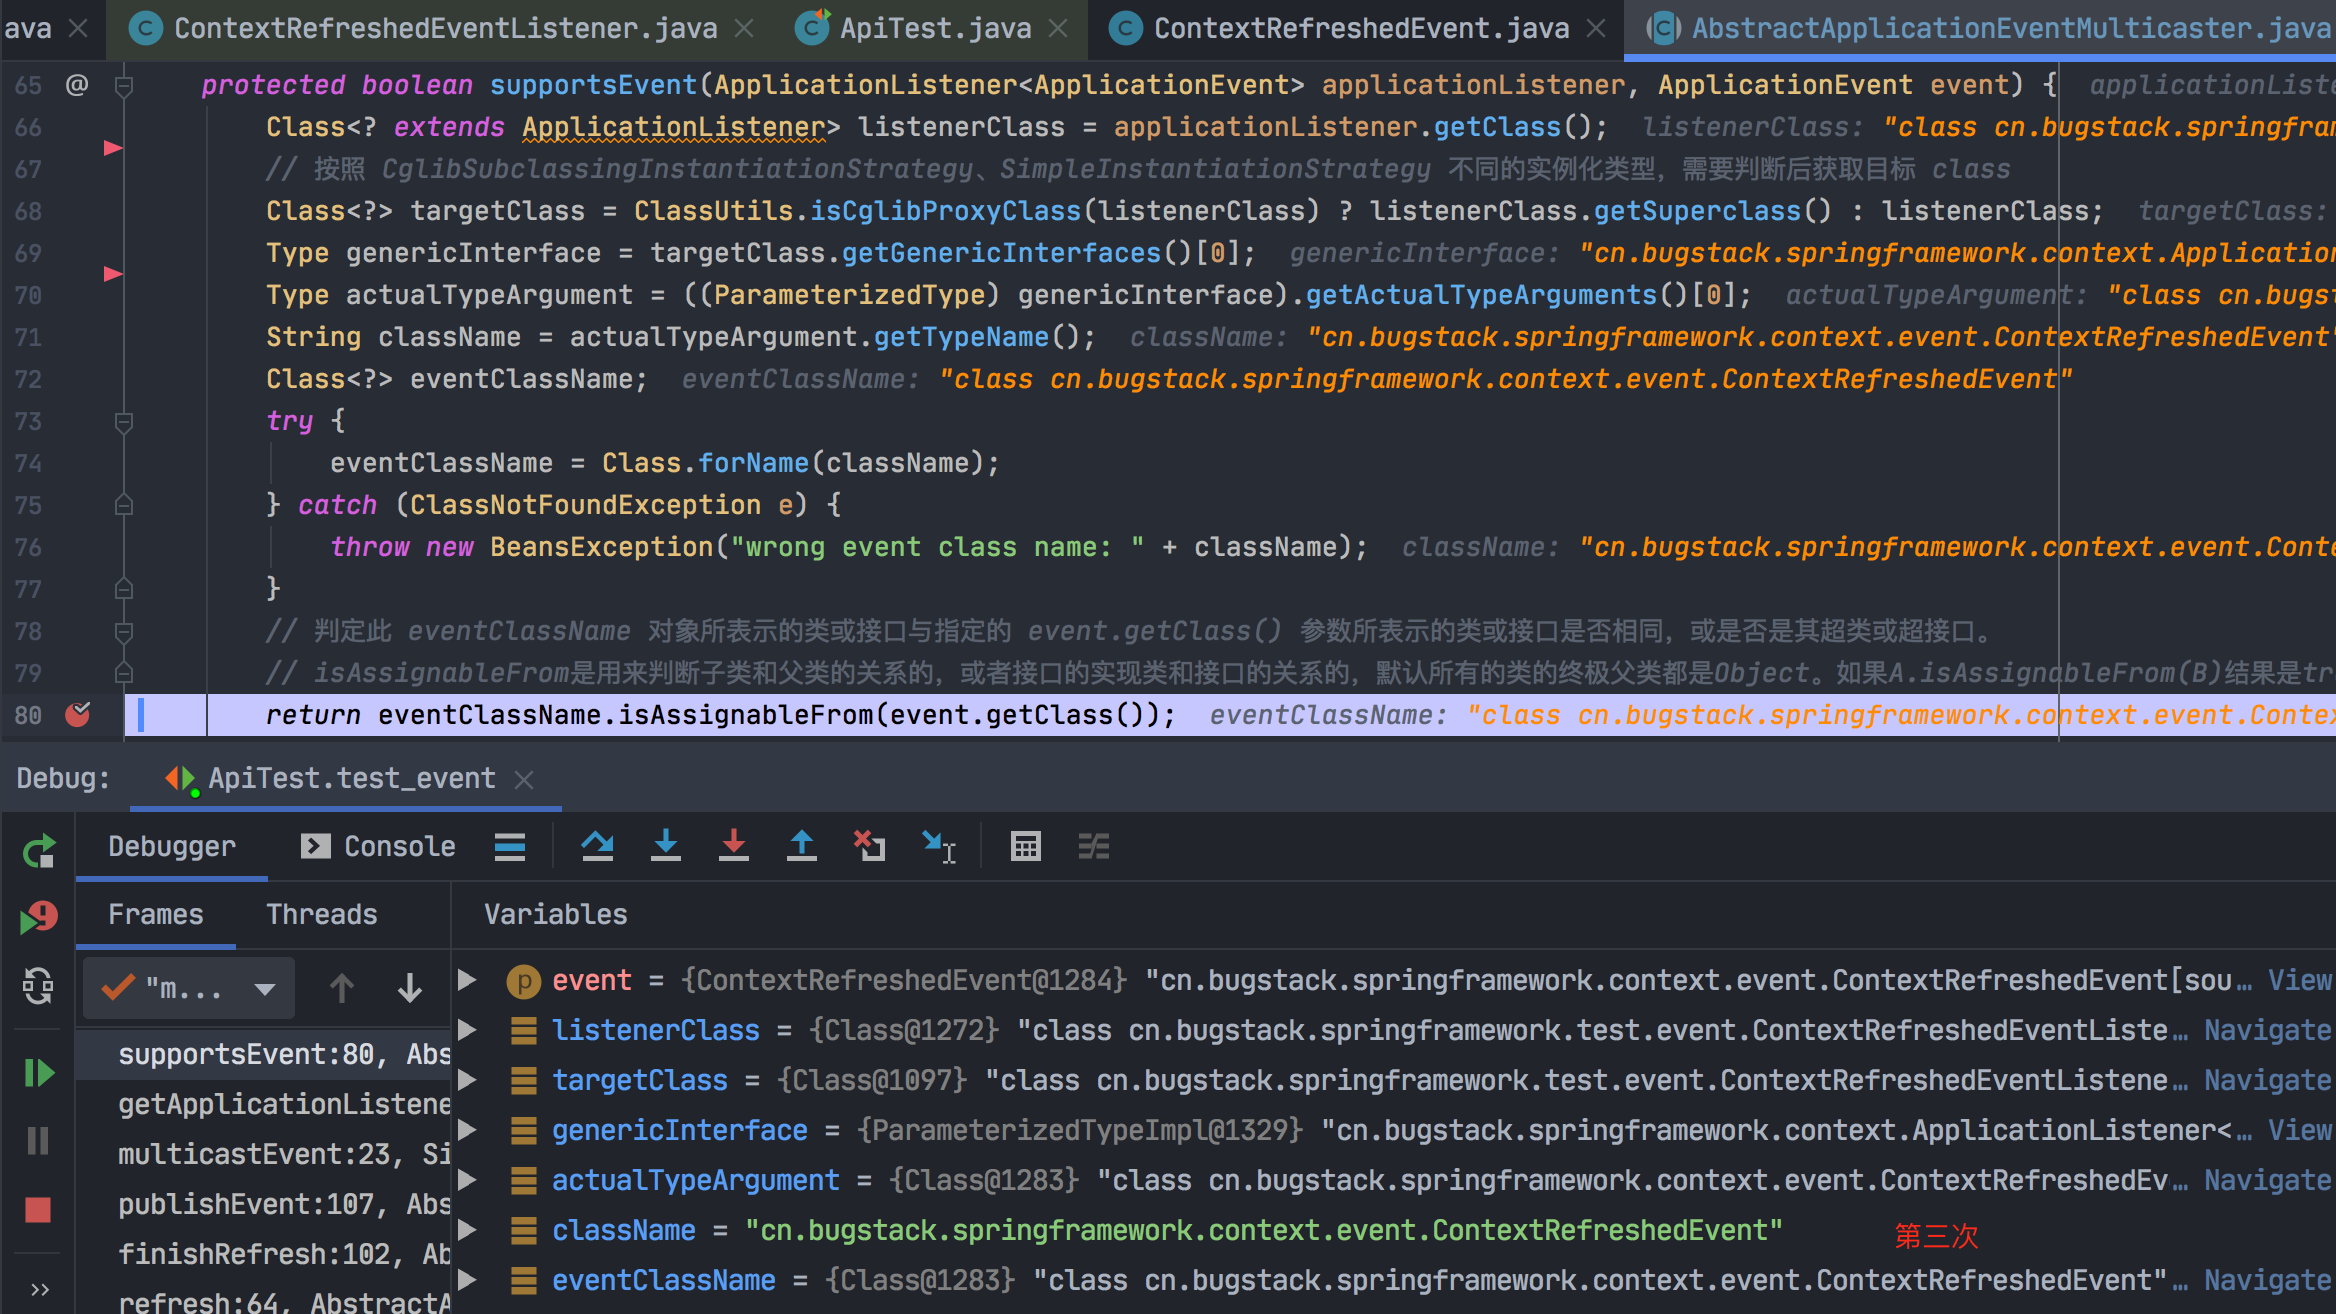 ava
ContextRefreshedEventListener.java
ApiTest.java
ContextRefreshedEvent.java
AbstractApplicationEventMulticaster.java
65 @ protected boolean supportsEvent(ApplicationListener<ApplicationEvent> applicationListener, ApplicationEvent event) { applicationListe
66 Class<? extends ApplicationListener> listenerClass = applicationListener.getClass(); listenerClass: "class cn.bugstack.springfram
67 // 按照 CglibSubclassingInstantiationStrategy、SimpleInstantiationStrategy 不同的实例化类型，需要判断后获取目标 class
68 Class<?> targetClass = ClassUtils.isCglibProxyClass(listenerClass) ? listenerClass.getSuperclass() : listenerClass; targetClass:
69 Type genericInterface = targetClass.getGenericInterfaces()[0]; genericInterface: "cn.bugstack.springframework.context.Application
70 Type actualTypeArgument = ((ParameterizedType) genericInterface).getActualTypeArguments()[0]; actualTypeArgument: "class cn.bugst
71 String className = actualTypeArgument.getTypeName(); className: "cn.bugstack.springframework.context.event.ContextRefreshedEvent"
72 Class<?> eventClassName; eventClassName: "class cn.bugstack.springframework.context.event.ContextRefreshedEvent"
73 try {
74 eventClassName = Class.forName(className);
75 } catch (ClassNotFoundException e) {
76 throw new BeansException("wrong event class name: " + className); className: "cn.bugstack.springframework.context.event.Conte
77 }
78 // 判定此 eventClassName 对象所表示的类或接口与指定的 event.getClass() 参数所表示的类或接口是否相同，或是否是其超类或超接口。
79 // isAssignableFrom是用来判断子类和父类的关系的，或者接口的实现类和接口的关系的，默认所有的类的终极父类都是Object。如果A.isAssignableFrom(B)结果是tr
80 return eventClassName.isAssignableFrom(event.getClass()); eventClassName: "class cn.bugstack.springframework.context.event.Contex
Debug: ApiTest.test_event
Debugger Console
Frames Threads Variables
"m...
supportsEvent:80, Abs
getApplicationListene
multicastEvent:23, Si
publishEvent:107, Abs
finishRefresh:102, Ab
refresh:64, AbstractA
event = {ContextRefreshedEvent@1284} "cn.bugstack.springframework.context.event.ContextRefreshedEvent[sou... View
listenerClass = {Class@1272} "class cn.bugstack.springframework.test.event.ContextRefreshedEventListe... Navigate
targetClass = {Class@1097} "class cn.bugstack.springframework.test.event.ContextRefreshedEventListene... Navigate
genericInterface = {ParameterizedTypeImpl@1329} "cn.bugstack.springframework.context.ApplicationListener<... View
actualTypeArgument = {Class@1283} "class cn.bugstack.springframework.context.event.ContextRefreshedEv... Navigate
className = "cn.bugstack.springframework.context.event.ContextRefreshedEvent" 第三次
eventClassName = {Class@1283} "class cn.bugstack.springframework.context.event.ContextRefreshedEvent"... Navigate